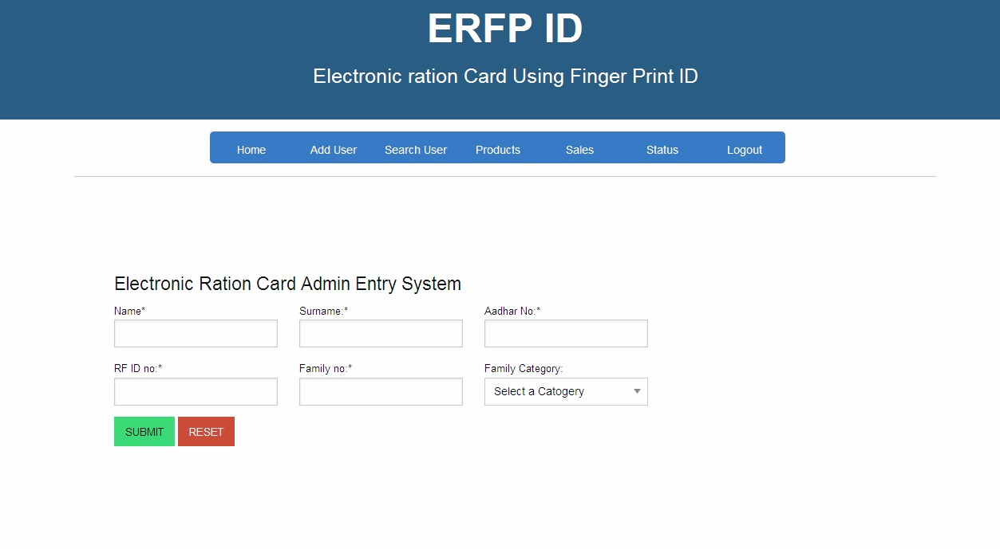 ERFP ID
Electronic ration Card Using Finger Print ID
Home Add User Search User Products Sales Status Logout
Electronic Ration Card Admin Entry System
Name* Surname:* Aadhar No:*
RF ID no:* Family no:* Family Category:
Select a Catogery
SUBMIT RESET